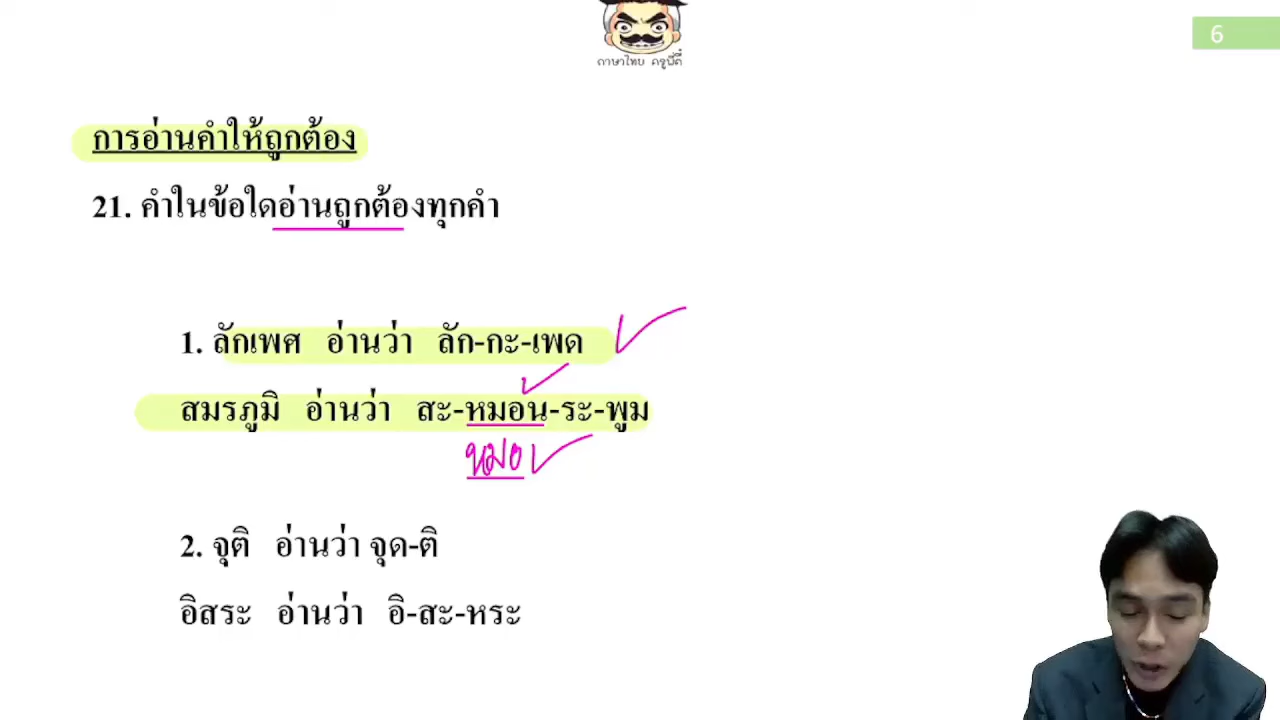 ภาษาไทย ครูพี่ตี้
6
การอ่านคำให้ถูกต้อง
21. คำในข้อใดอ่านถูกต้องทุกคำ
1. ลักเพศ อ่านว่า ลัก-กะ-เพด
สมรภูมิ อ่านว่า สะ-หมอน-ระ-พูม
หมอ
2. จุติ อ่านว่า จุด-ติ
อิสระ อ่านว่า อิ-สะ-หระ